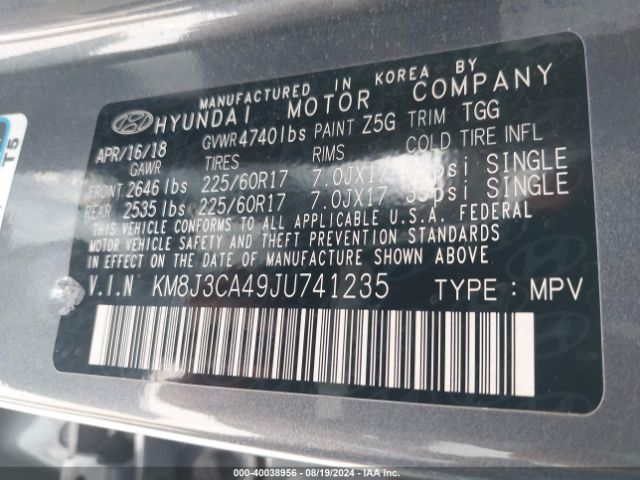 MANUFACTURED IN KOREA BY
HYUNDAI MOTOR COMPANY
APR/16/18 GVWR 4740 lbs PAINT Z5G TRIM TGG
GAWR TIRES RIMS COLD TIRE INFL
FRONT 2646 lbs 225/60R17 7.0JX17 psi SINGLE
REAR 2535 lbs 225/60R17 7.0JX17 psi SINGLE
THIS VEHICLE CONFORMS TO ALL APPLICABLE U.S.A. FEDERAL
MOTOR VEHICLE SAFETY AND THEFT PREVENTION STANDARDS
IN EFFECT ON THE DATE OF MANUFACTURE SHOWN ABOVE.
V.I.N KM8J3CA49JU741235 TYPE : MPV
T5
000-40038956 - 08/19/2024 - IAA Inc.